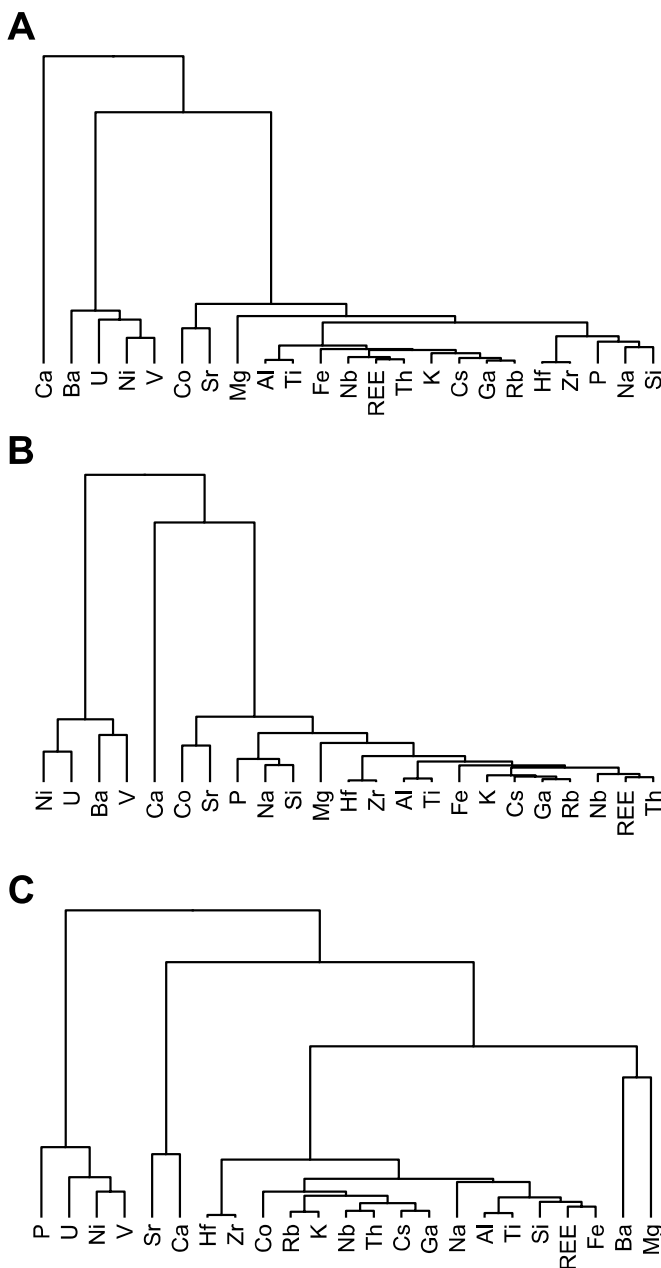 A
Ca Ba U Ni V Co Sr Mg Al Ti Fe Nb REE Th K Cs Ga Rb Hf Zr P Na Si
B
Ni U Ba V Ca Co Sr P Na Si Mg Hf Zr Al Ti Fe K Cs Ga Rb Nb REE Th
C
P U Ni V Sr Ca Hf Zr Co Rb K Nb Th Cs Ga Na Al Ti Si REE Fe Ba Mg